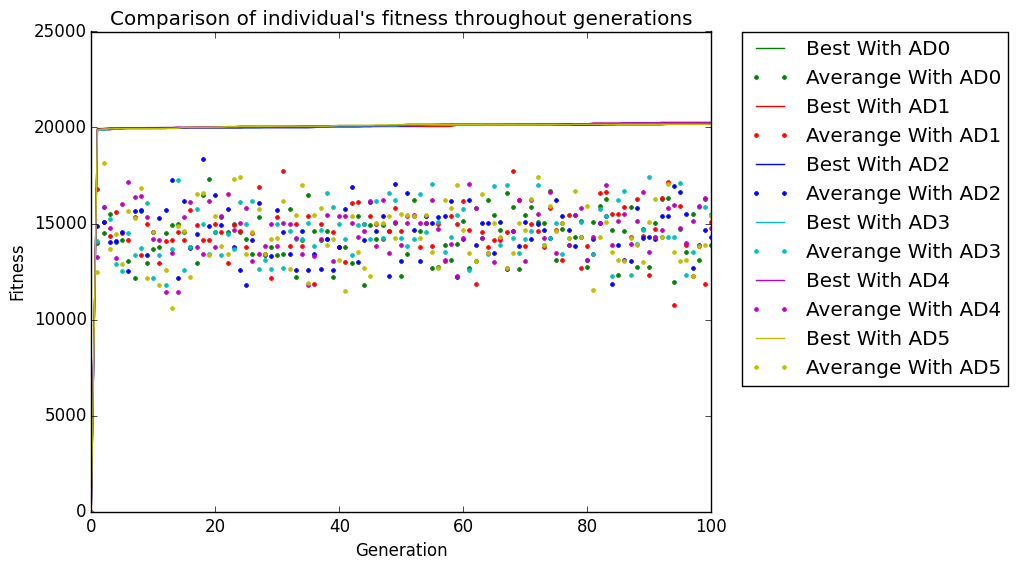 Comparison of individual's fitness throughout generations
25000
20000
15000
10000
5000
0
0 20 40 60 80 100
Fitness
Generation
Best With AD0
Averange With AD0
Best With AD1
Averange With AD1
Best With AD2
Averange With AD2
Best With AD3
Averange With AD3
Best With AD4
Averange With AD4
Best With AD5
Averange With AD5